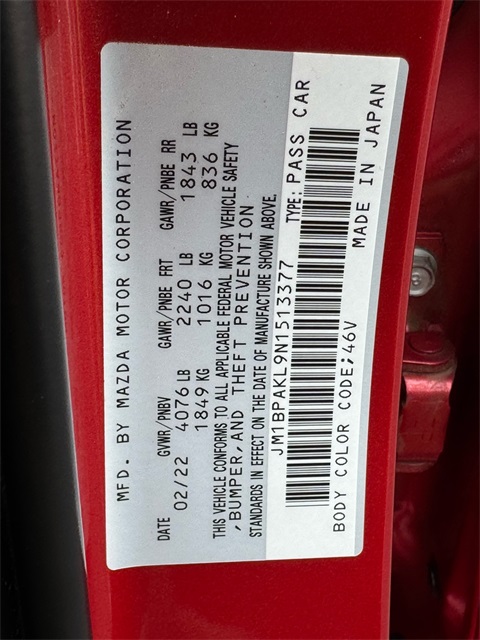 MFD. BY MAZDA MOTOR CORPORATION
DATE GVWR/PNBV GAWR/PNBE FRT GAWR/PNBE RR
02/22 4076 LB 2240 LB 1843 LB
1849 KG 1016 KG 836 KG
THIS VEHICLE CONFORMS TO ALL APPLICABLE FEDERAL MOTOR VEHICLE SAFETY
,BUMPER,AND THEFT PREVENTION
STANDARDS IN EFFECT ON THE DATE OF MANUFACTURE SHOWN ABOVE.
JM1BPAKL9N1513377 TYPE: PASS CAR
BODY COLOR CODE;46V MADE IN JAPAN